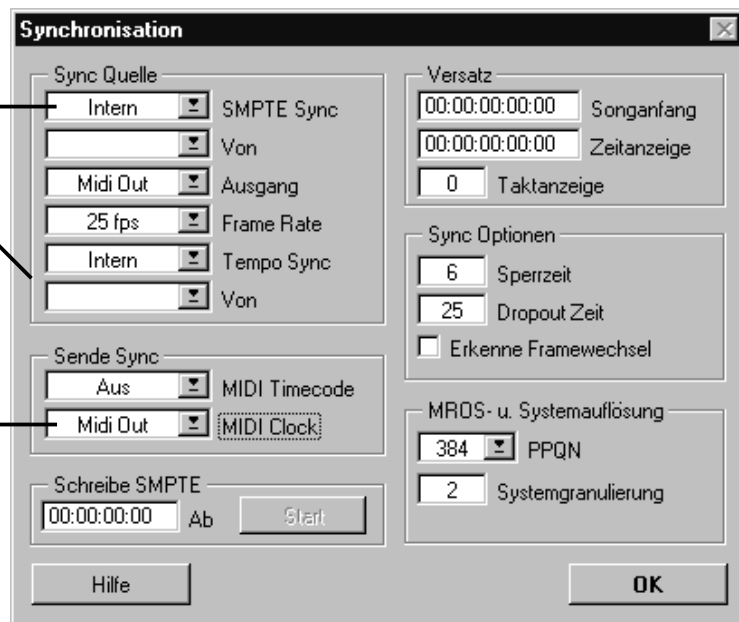 Synchronisation
Sync Quelle
Intern SMPTE Sync
Von
Midi Out Ausgang
25 fps Frame Rate
Intern Tempo Sync
Von
Sende Sync
Aus MIDI Timecode
Midi Out MIDI Clock
Schreibe SMPTE
00:00:00:00 Ab Start
Hilfe
Versatz
00:00:00:00:00 Songanfang
00:00:00:00:00 Zeitanzeige
0 Taktanzeige
Sync Optionen
6 Sperrzeit
25 Dropout Zeit
Erkenne Framewechsel
MROS- u. Systemauflösung
384 PPQN
2 Systemgranulierung
OK